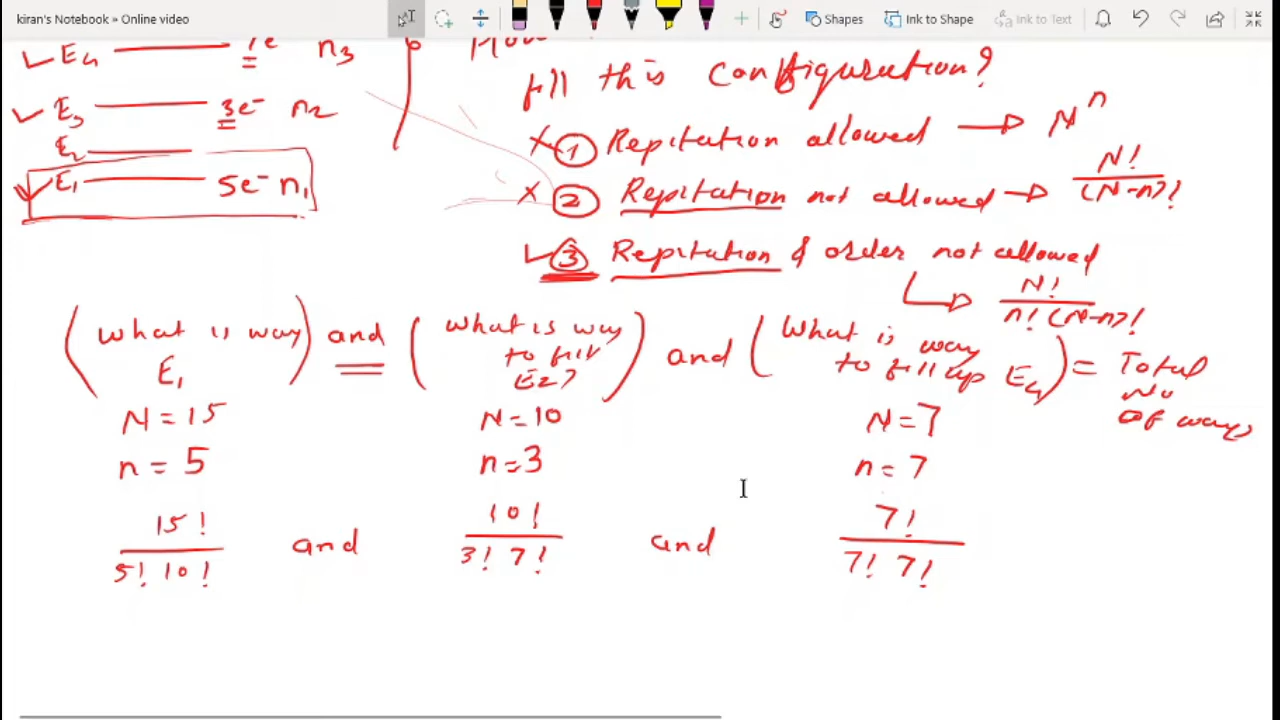 kiran's Notebook » Online video
Shapes
Ink to Shape
Ink to Text
E4 7e n3
fill this configuration?
E3 3e- n2
x 1 Repitation allowed → N^n
E2
E1 5e- n1
x 2 Repitation not allowed → N! / (N-n)!
✓ 3 Repitation & order not allowed
↳ N! / n! (N-n)!
(what is way E1) and (what is way to fill E2?) and (what is way to fill up E4) = Total No of ways
N = 15 N = 10 N = 7
n = 5 n = 3 n = 7
15! / 5! 10! and 10! / 3! 7! and 7! / 7! 7!